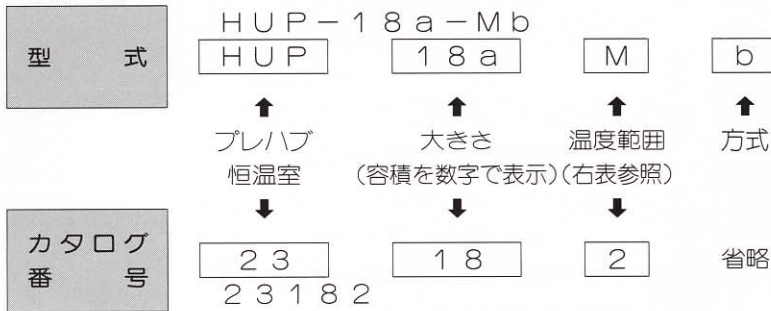 HUP-18a-Mb
型式 HUP 18a M b
プレハブ 大きさ 温度範囲 方式
恒温室 (容積を数字で表示) (右表参照)
カタログ 23 18 2 省略
番号
23182